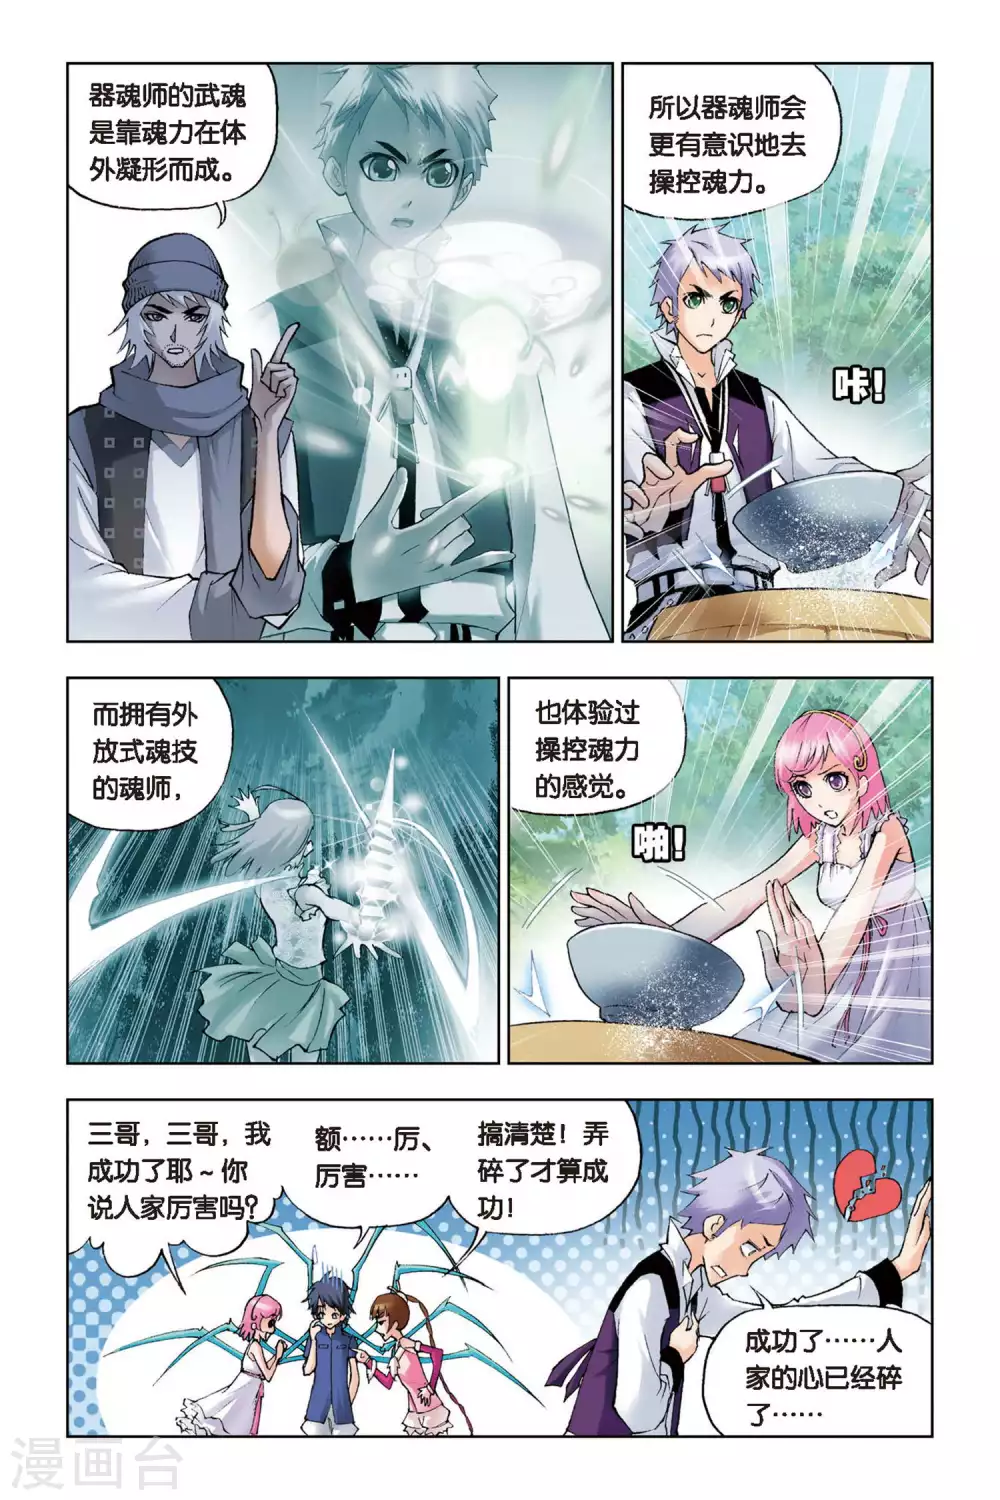 器魂师的武魂
是靠魂力在体
外凝形而成。
所以器魂师会
更有意识地去
操控魂力。
咔!
而拥有外
放式魂技
的魂师，
也体验过
操控魂力
的感觉。
啪!
三哥，三哥，我
成功了耶～你
说人家厉害吗?
额……厉、
厉害……
搞清楚！弄
碎了才算成
功！
成功了……人
家的心已经碎
了……
漫画台